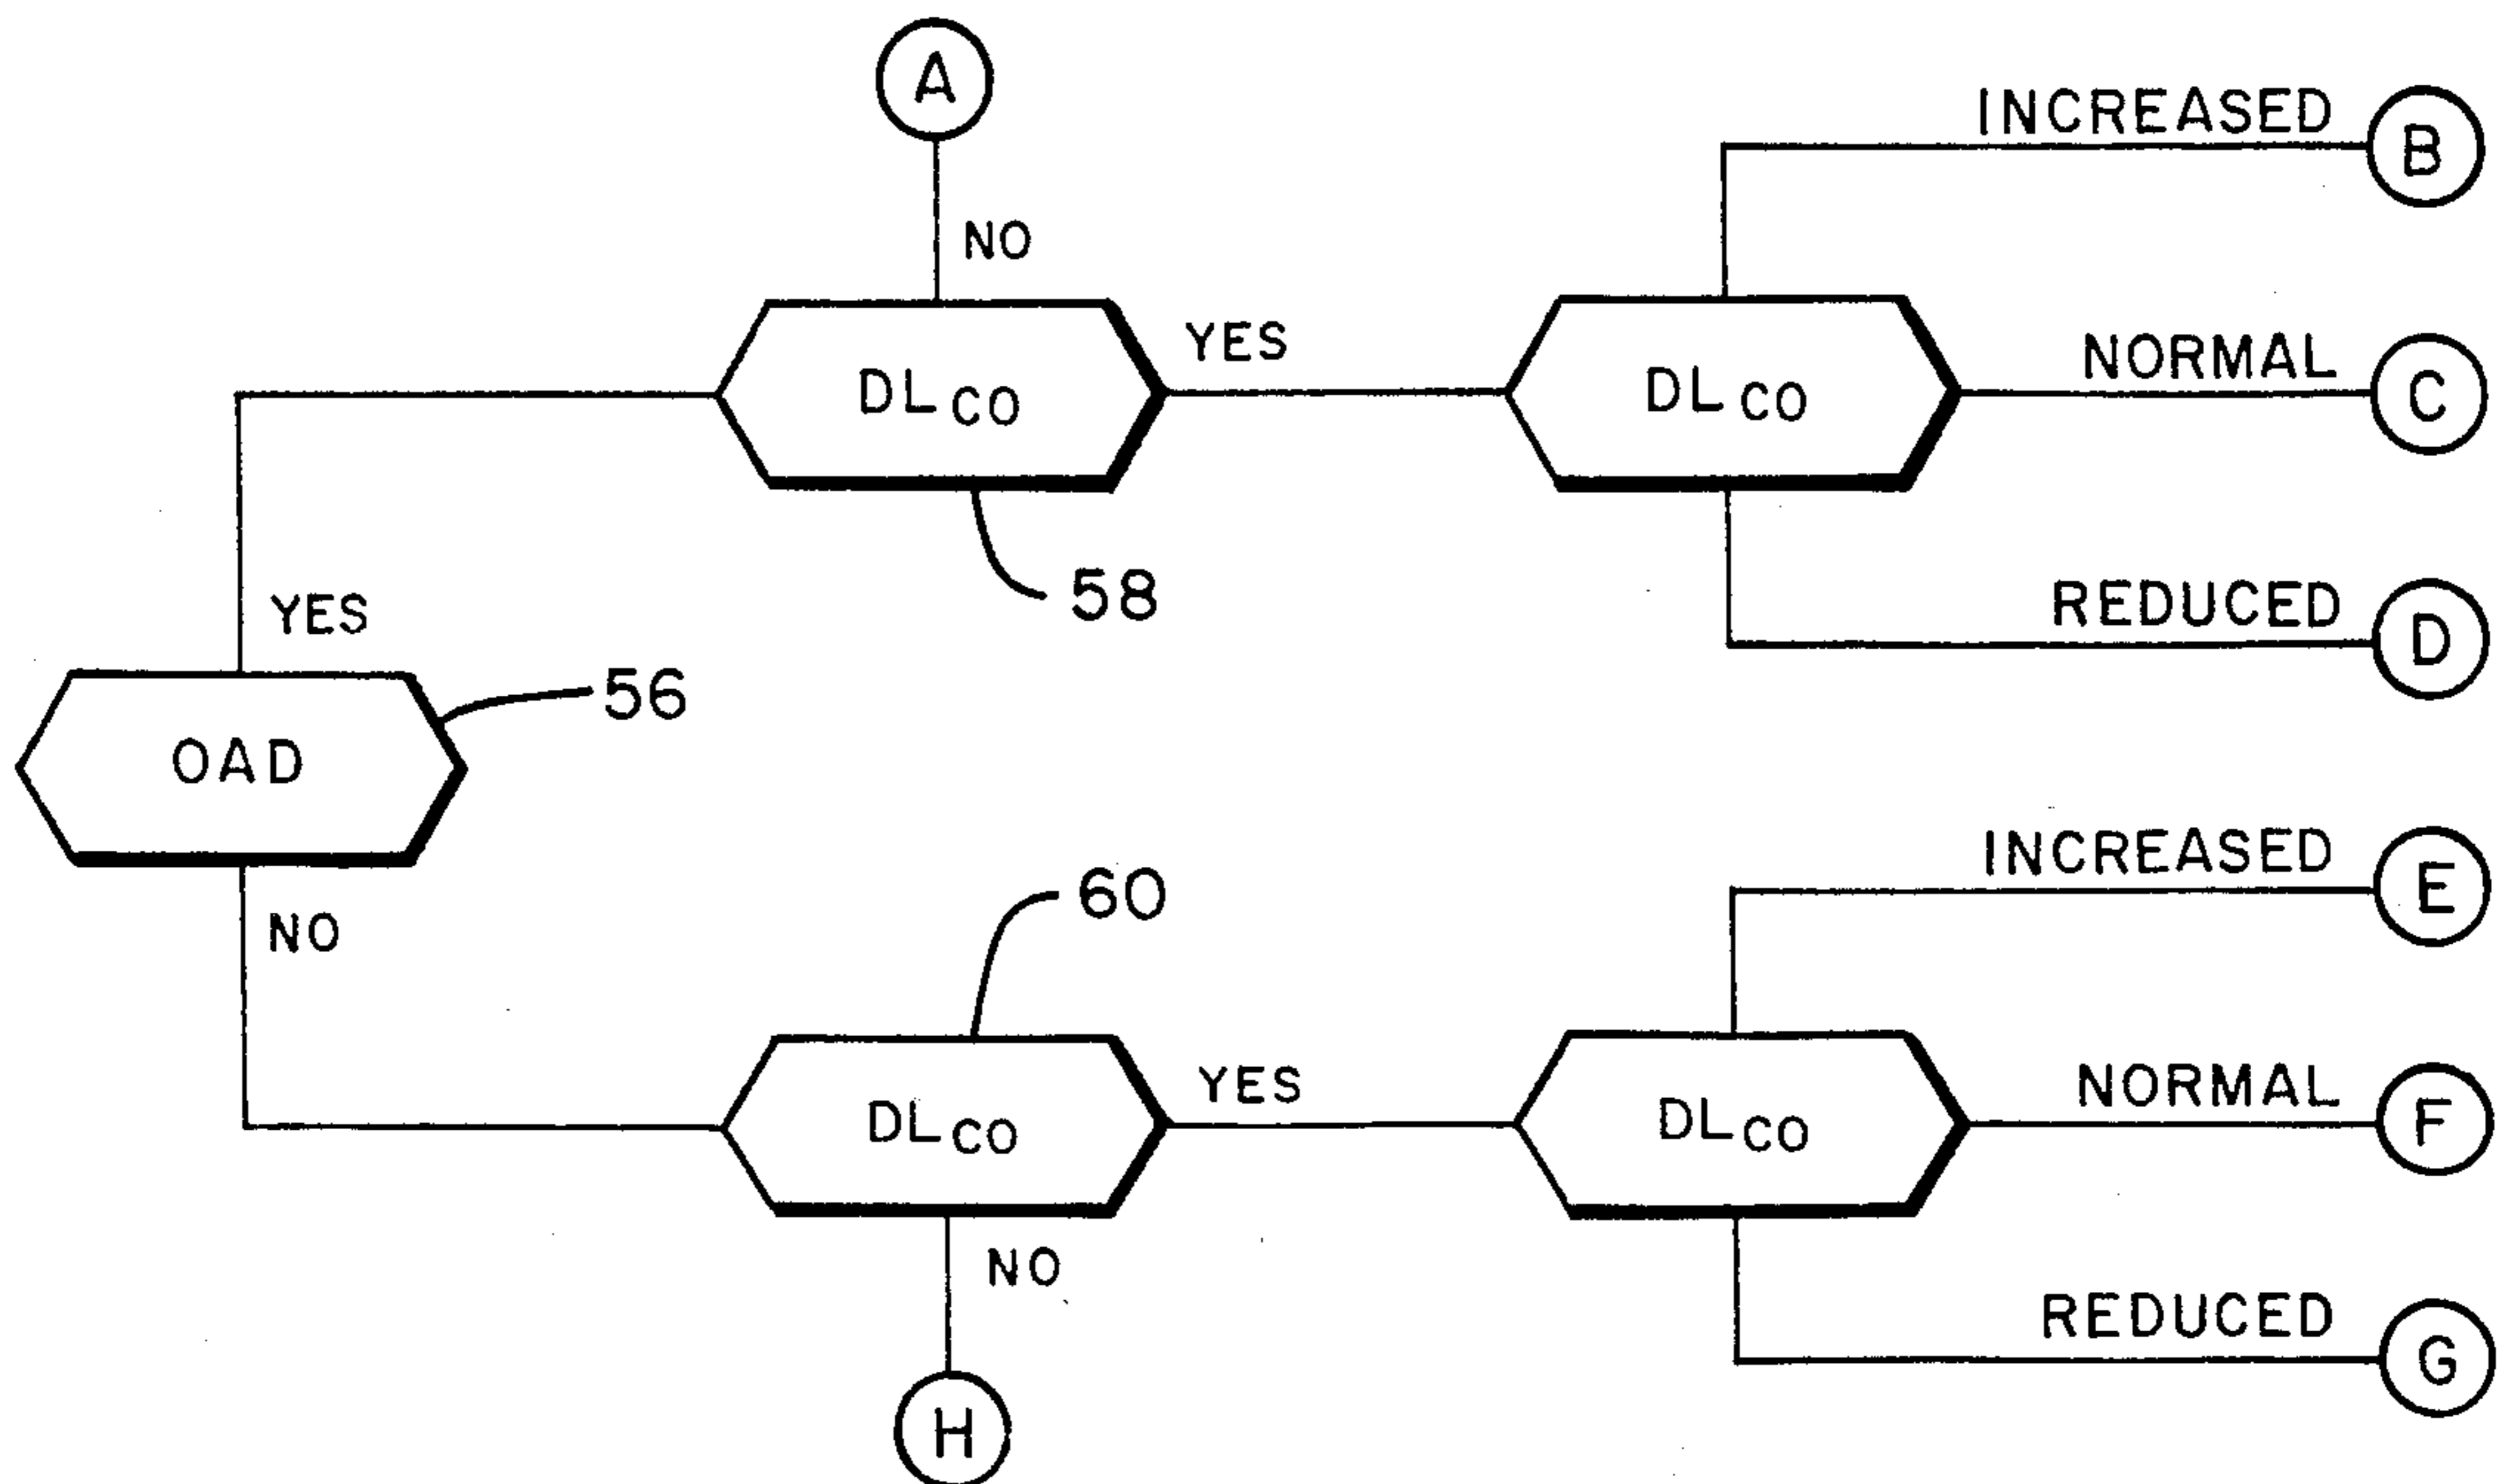 A
INCREASED
B
NO
YES
DLCO
DLCO
NORMAL
C
58
REDUCED
D
YES
56
OAD
NO
60
INCREASED
E
YES
DLCO
DLCO
NORMAL
F
NO
REDUCED
G
H